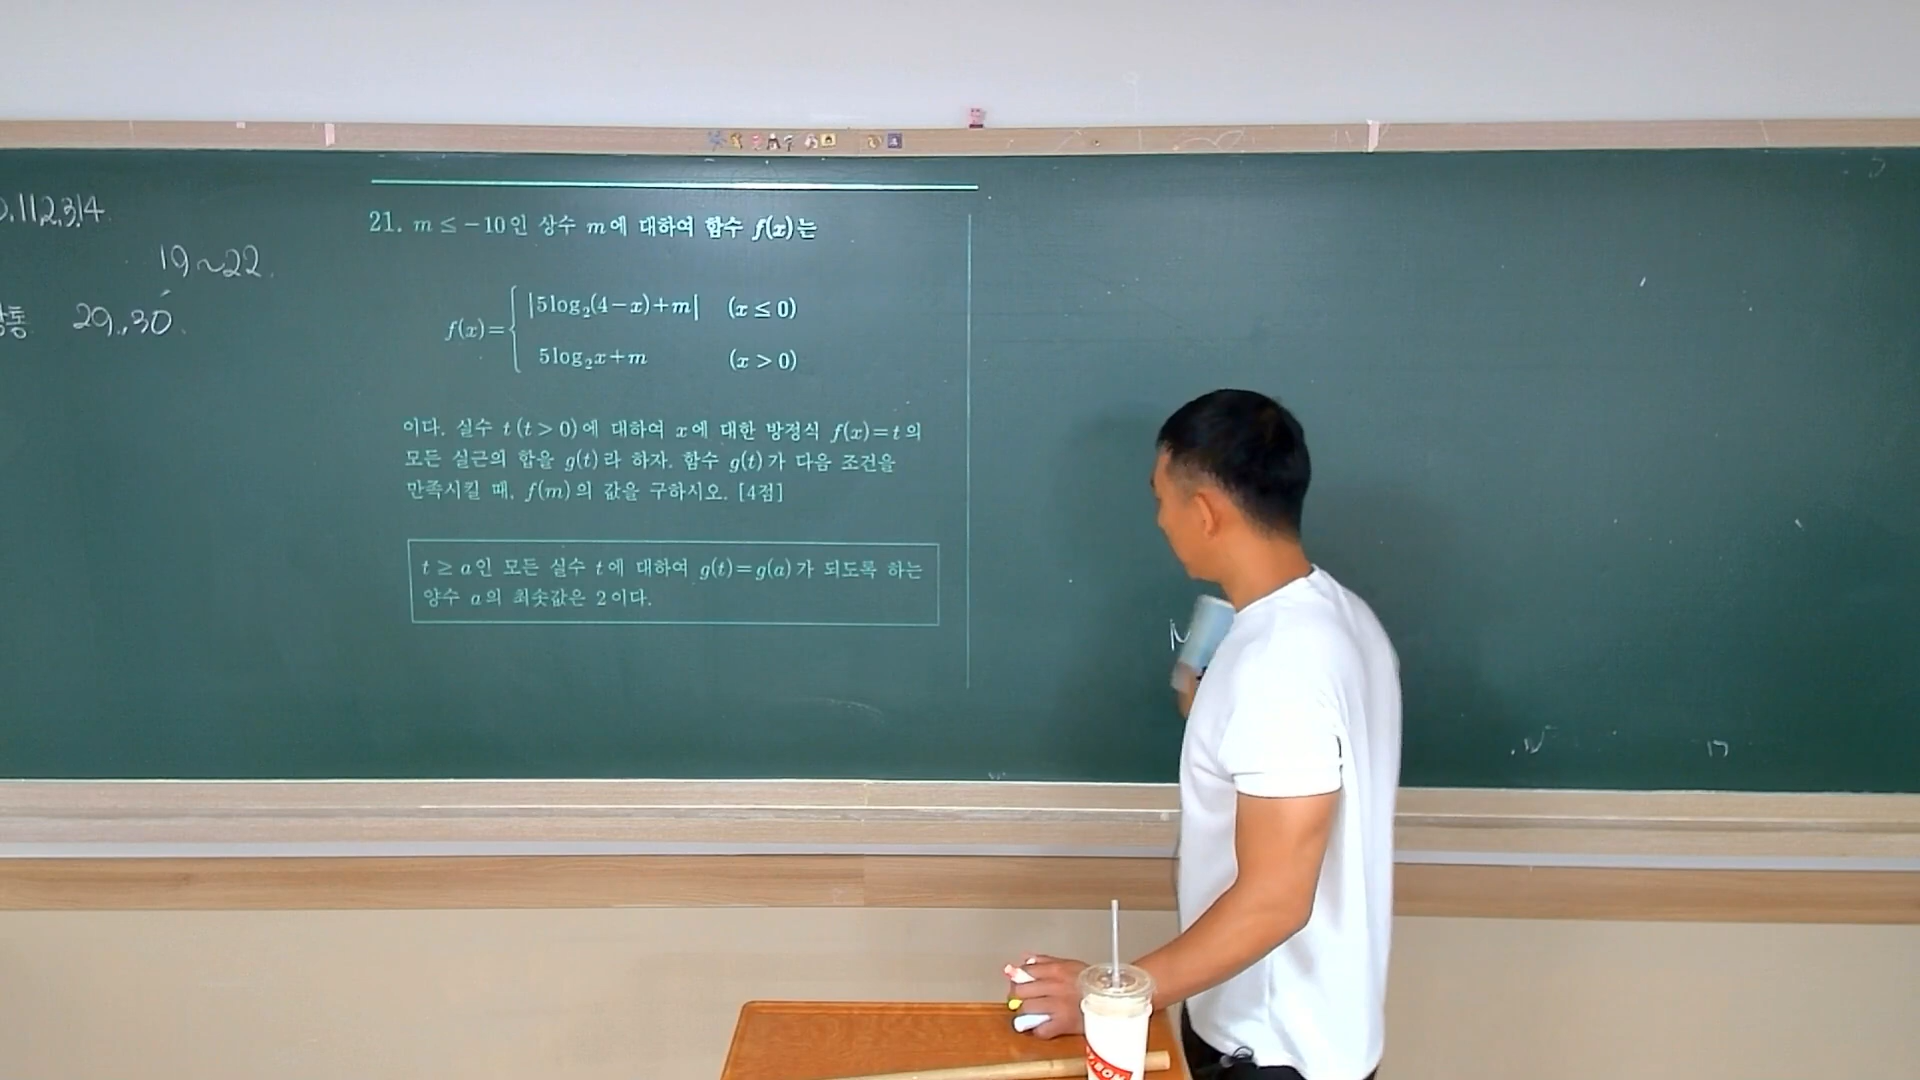 0.112.314.
19~22.
통 29.,30.
21. m ≤ -10인 상수 m에 대하여 함수 f(x)는
f(x)= { |5log₂(4-x)+m| (x ≤ 0)
5log₂x+m (x > 0)
이다. 실수 t(t > 0)에 대하여 x에 대한 방정식 f(x)=t의
모든 실근의 합을 g(t)라 하자. 함수 g(t)가 다음 조건을
만족시킬 때, f(m)의 값을 구하시오. [4점]
t ≥ a인 모든 실수 t에 대하여 g(t)=g(a)가 되도록 하는
양수 a의 최솟값은 2이다.